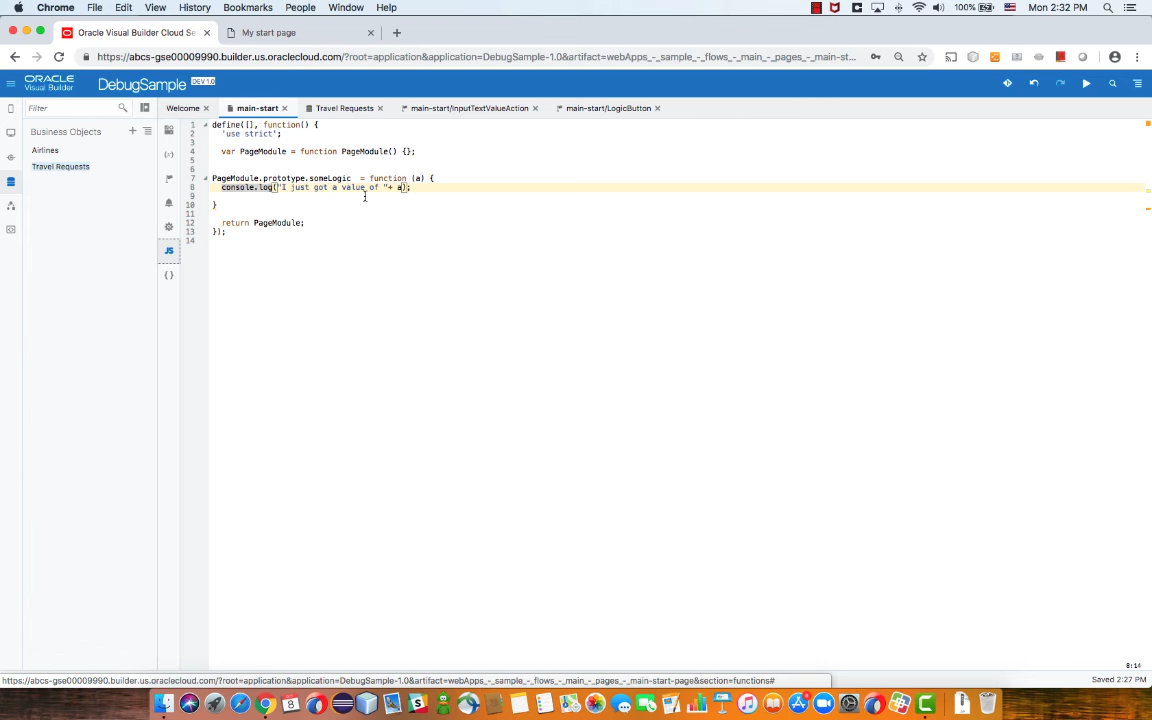 Chrome File Edit View History Bookmarks People Window Help 100% Mon 2:32 PM
Oracle Visual Builder Cloud Se × My start page × +
https://abcs-gse00009990.builder.us.oraclecloud.com/?root=application&application=DebugSample-1.0&artifact=webApps_-_sample_-_flows_-_main_-_pages_-_main-st...
ORACLE
Visual Builder
DebugSample DEV 1.0
Filter
Welcome × main-start × Travel Requests × main-start/InputTextValueAction × main-start/LogicButton ×
Business Objects
Airlines
Travel Requests
(x)
JS
{ }
1 define([], function() {
2 'use strict';
3
4 var PageModule = function PageModule() {};
5
6
7 PageModule.prototype.someLogic = function (a) {
8 console.log("I just got a value of "+ a);
9
10 }
11
12 return PageModule;
13 });
14
8:14
https://abcs-gse00009990.builder.us.oraclecloud.com/?root=application&application=DebugSample-1.0&artifact=webApps_-_sample_-_flows_-_main_-_pages_-_main-start-page&section=functions#
Saved 2:27 PM